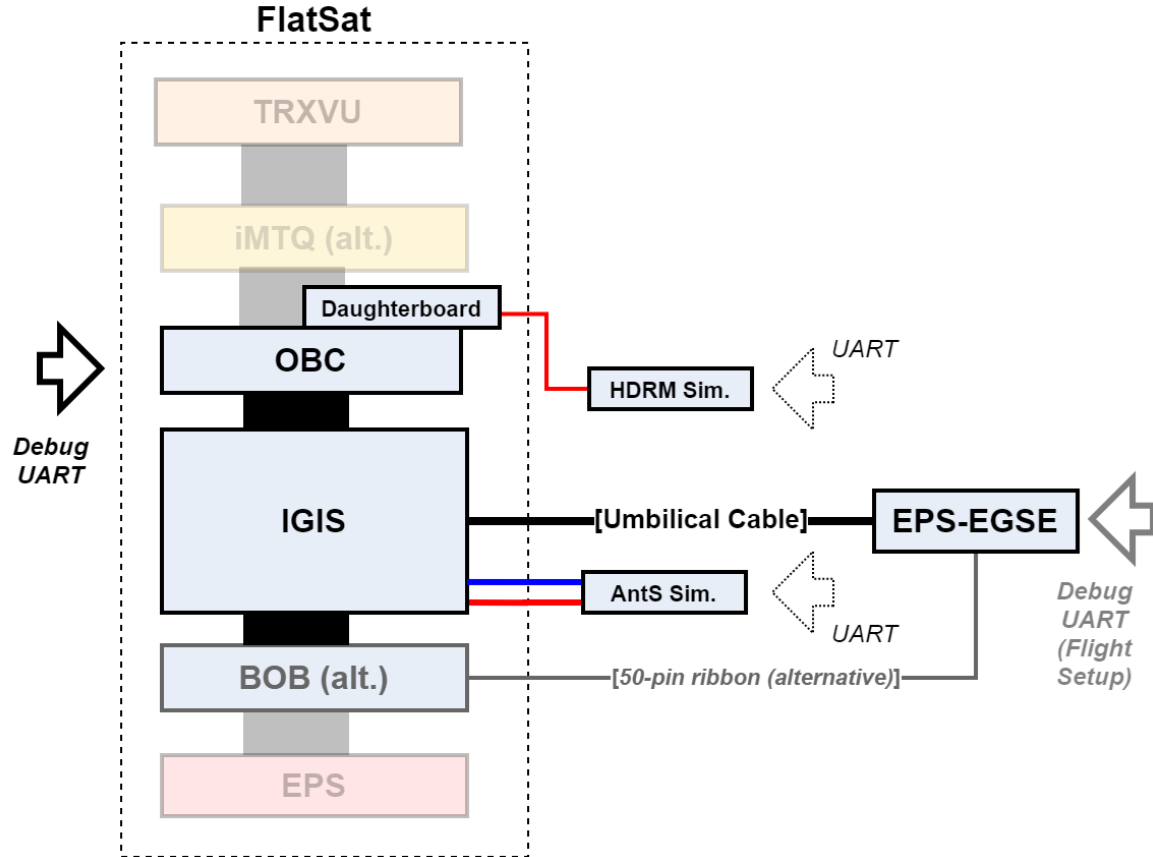 FlatSat
TRXVU
iMTQ (alt.)
Daughterboard
OBC
UART
HDRM Sim.
Debug
UART
IGIS
[Umbilical Cable]
EPS-EGSE
AntS Sim.
UART
Debug
UART
(Flight
Setup)
BOB (alt.)
[50-pin ribbon (alternative)]
EPS